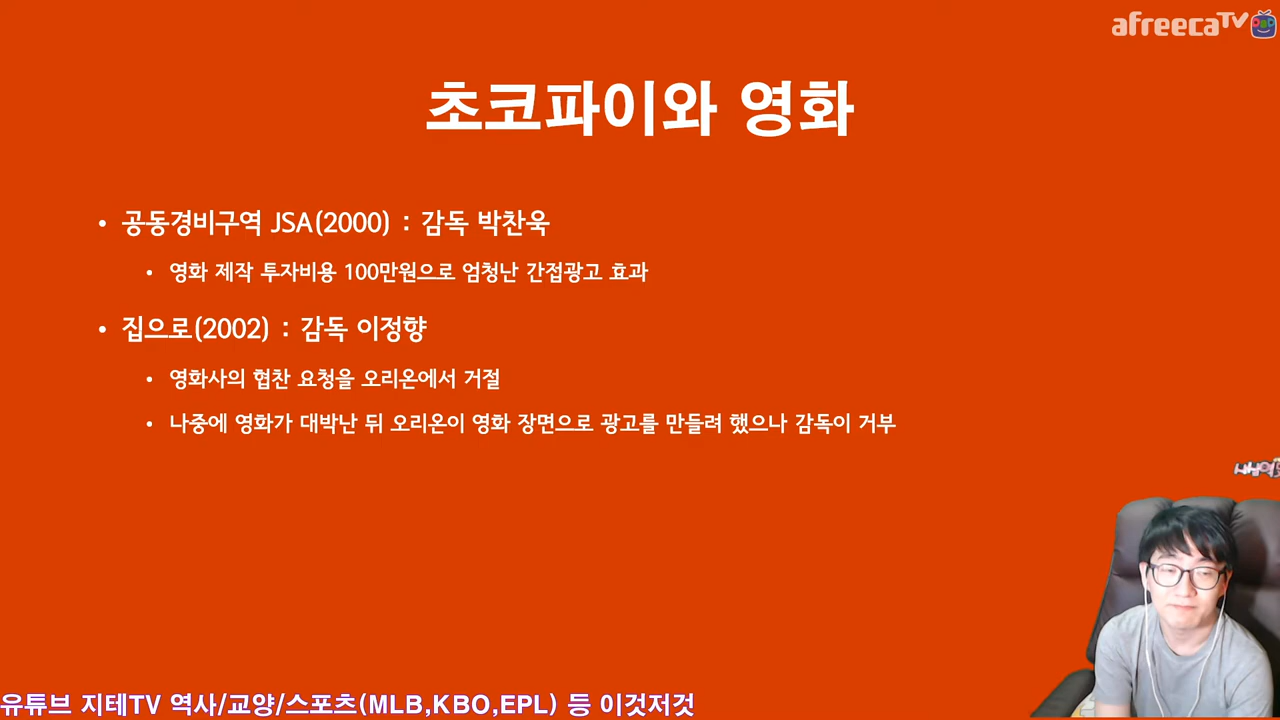 afreecaTV
초코파이와 영화
• 공동경비구역 JSA(2000) : 감독 박찬욱
• 영화 제작 투자비용 100만원으로 엄청난 간접광고 효과
• 집으로(2002) : 감독 이정향
• 영화사의 협찬 요청을 오리온에서 거절
• 나중에 영화가 대박난 뒤 오리온이 영화 장면으로 광고를 만들려 했으나 감독이 거부
유튜브 지테TV 역사/교양/스포츠(MLB,KBO,EPL) 등 이것저것